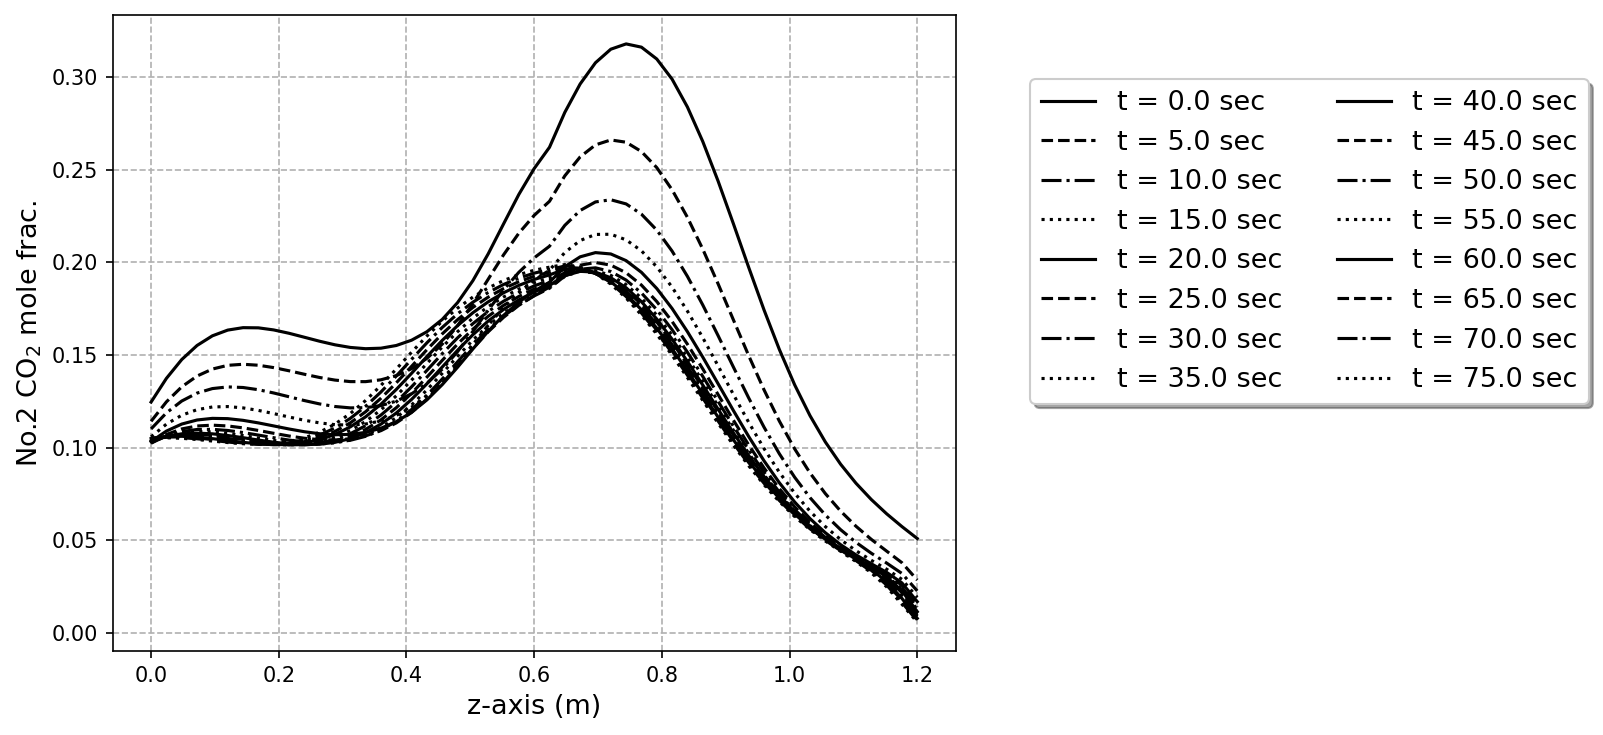 0.30
0.25
0.20
0.15
0.10
0.05
0.00
No.2 CO₂ mole frac.
0.0 0.2 0.4 0.6 0.8 1.0 1.2
z-axis (m)
t = 0.0 sec t = 40.0 sec
t = 5.0 sec t = 45.0 sec
t = 10.0 sec t = 50.0 sec
t = 15.0 sec t = 55.0 sec
t = 20.0 sec t = 60.0 sec
t = 25.0 sec t = 65.0 sec
t = 30.0 sec t = 70.0 sec
t = 35.0 sec t = 75.0 sec